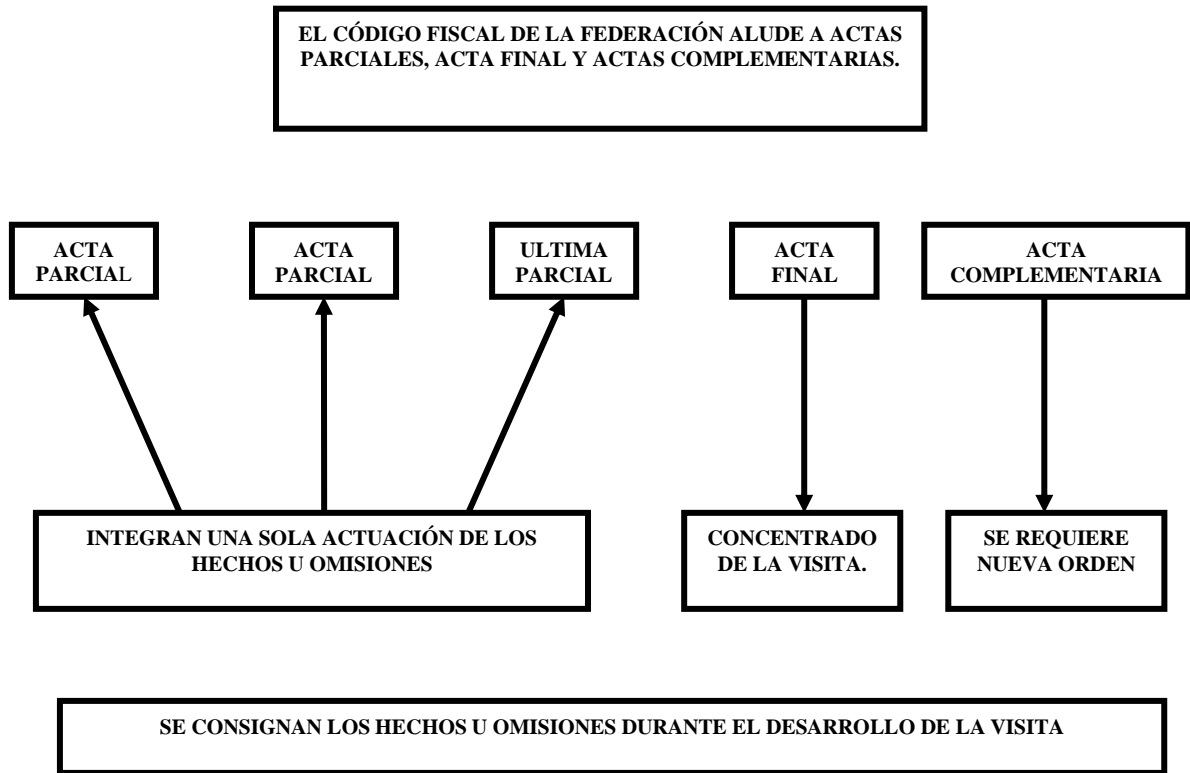 EL CÓDIGO FISCAL DE LA FEDERACIÓN ALUDE A ACTAS
PARCIALES, ACTA FINAL Y ACTAS COMPLEMENTARIAS.
ACTA
PARCIAL
ACTA
PARCIAL
ULTIMA
PARCIAL
ACTA
FINAL
ACTA
COMPLEMENTARIA
INTEGRAN UNA SOLA ACTUACIÓN DE LOS
HECHOS U OMISIONES
CONCENTRADO
DE LA VISITA.
SE REQUIERE
NUEVA ORDEN
SE CONSIGNAN LOS HECHOS U OMISIONES DURANTE EL DESARROLLO DE LA VISITA